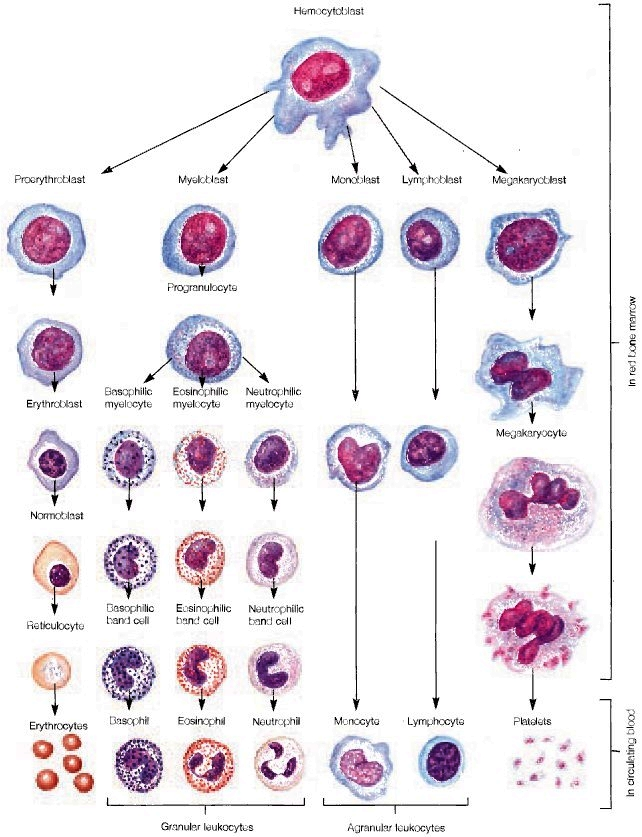 Hemocytoblast
Proerythroblast
Myeloblast
Monoblast
Lymphoblast
Megakaryoblast
Progranulocyte
Erythroblast
Basophilic
myelocyte
Eosinophilic
myelocyte
Neutrophilic
myelocyte
Megakaryocyte
Normoblast
Reticulocyte
Basophilic
band cell
Eosinophilic
band cell
Neutrophilic
band cell
Erythrocytes
Basophil
Eosinophil
Neutrophil
Monocyte
Lymphocyte
Platelets
Granular leukocytes
Agranular leukocytes
In red bone marrow
In circulating blood